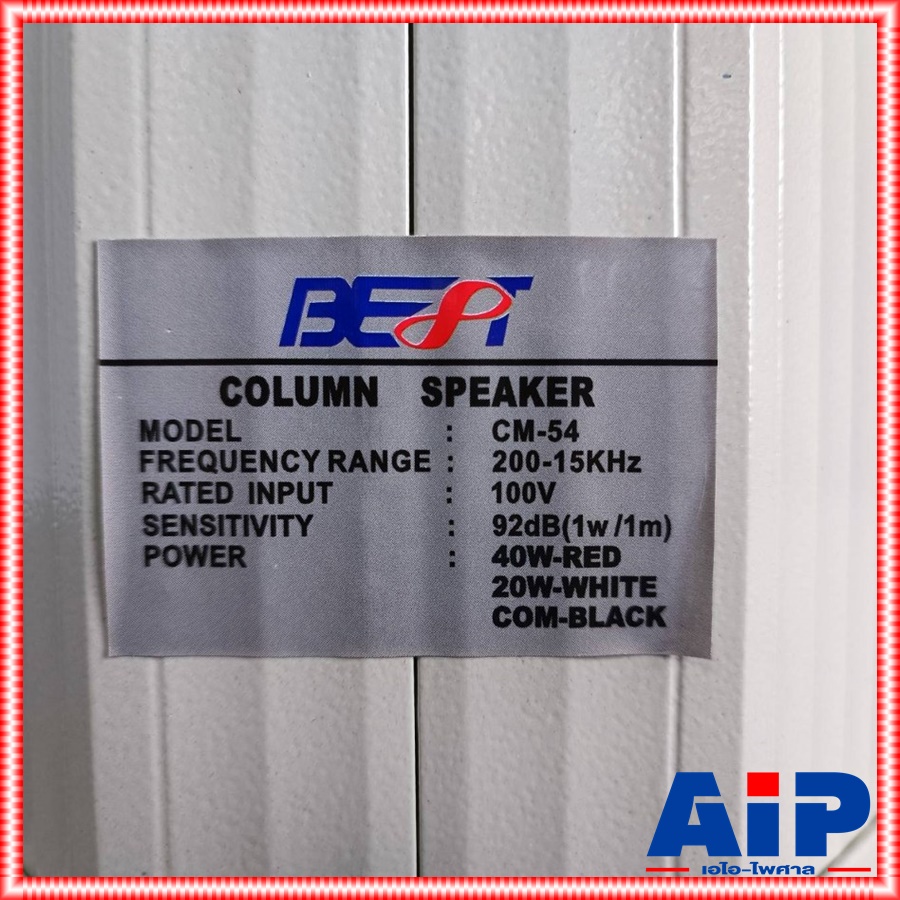 BEST
COLUMN SPEAKER
MODEL : CM-54
FREQUENCY RANGE : 200-15KHz
RATED INPUT : 100V
SENSITIVITY : 92dB(1w /1m)
POWER : 40W-RED
20W-WHITE
COM-BLACK
AiP
เอไอ-ไพศาล